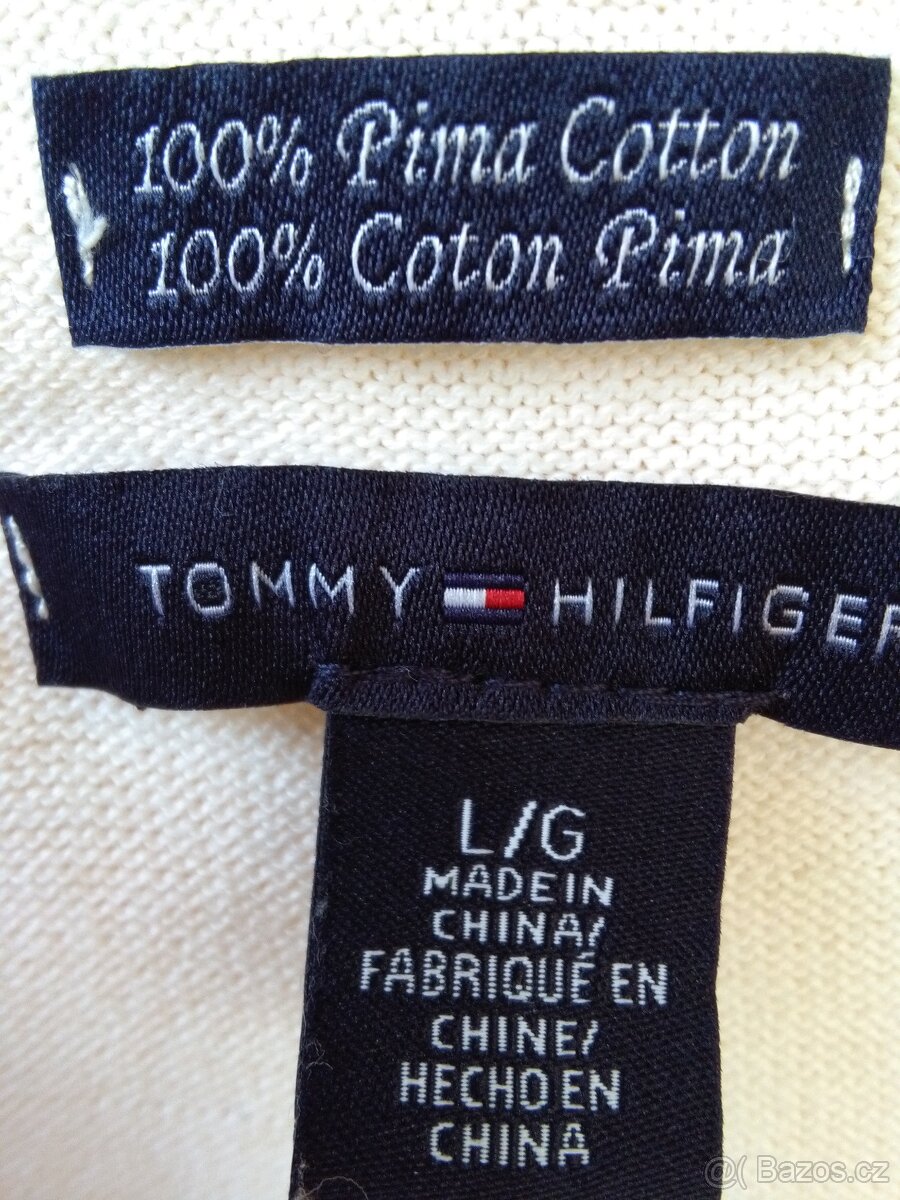 100% Pima Cotton
100% Coton Pima
TOMMY HILFIGER
L/G
MADE IN
CHINA/
FABRIQUÉ EN
CHINE/
HECHO EN
CHINA
@( Bazos.cz